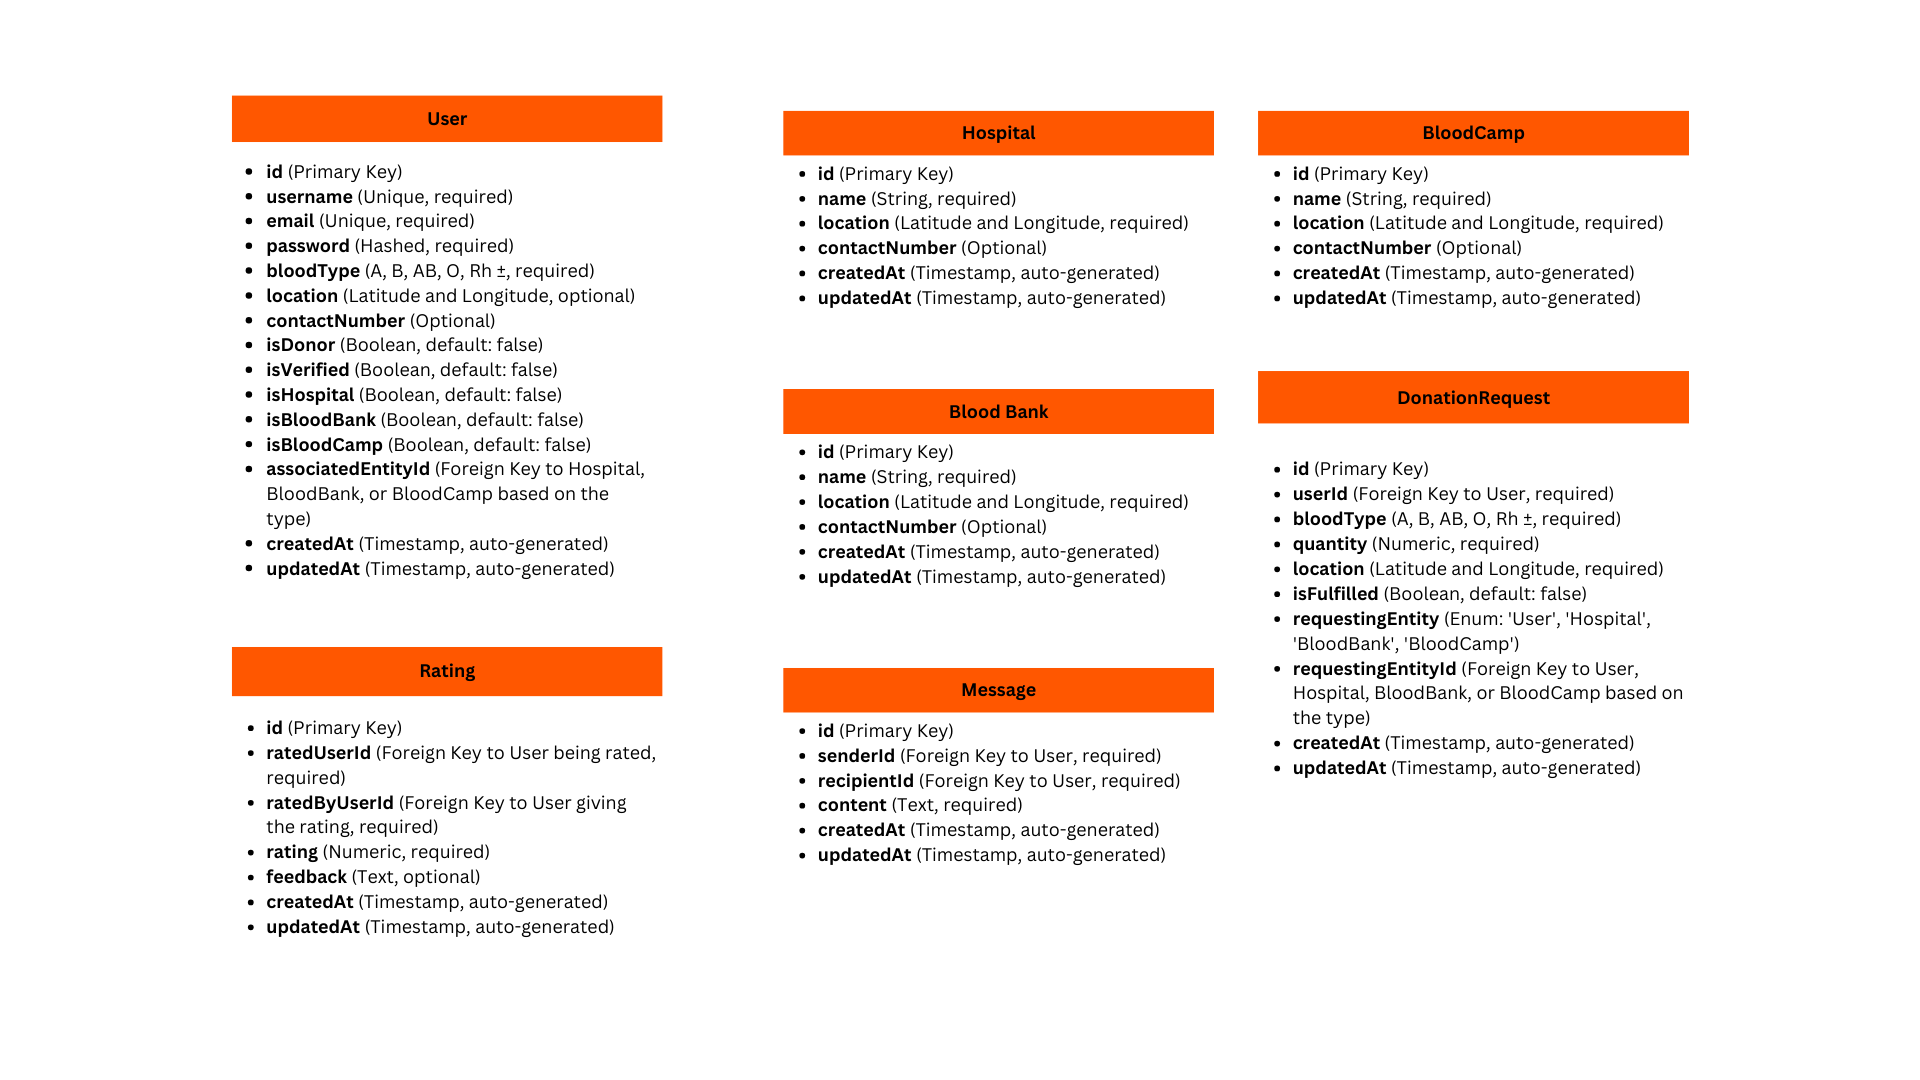 User
• id (Primary Key)
• username (Unique, required)
• email (Unique, required)
• password (Hashed, required)
• bloodType (A, B, AB, O, Rh ±, required)
• location (Latitude and Longitude, optional)
• contactNumber (Optional)
• isDonor (Boolean, default: false)
• isVerified (Boolean, default: false)
• isHospital (Boolean, default: false)
• isBloodBank (Boolean, default: false)
• isBloodCamp (Boolean, default: false)
• associatedEntityId (Foreign Key to Hospital,
BloodBank, or BloodCamp based on the
type)
• createdAt (Timestamp, auto-generated)
• updatedAt (Timestamp, auto-generated)
Rating
• id (Primary Key)
• ratedUserId (Foreign Key to User being rated,
required)
• ratedByUserId (Foreign Key to User giving
the rating, required)
• rating (Numeric, required)
• feedback (Text, optional)
• createdAt (Timestamp, auto-generated)
• updatedAt (Timestamp, auto-generated)
Hospital
• id (Primary Key)
• name (String, required)
• location (Latitude and Longitude, required)
• contactNumber (Optional)
• createdAt (Timestamp, auto-generated)
• updatedAt (Timestamp, auto-generated)
Blood Bank
• id (Primary Key)
• name (String, required)
• location (Latitude and Longitude, required)
• contactNumber (Optional)
• createdAt (Timestamp, auto-generated)
• updatedAt (Timestamp, auto-generated)
Message
• id (Primary Key)
• senderId (Foreign Key to User, required)
• recipientId (Foreign Key to User, required)
• content (Text, required)
• createdAt (Timestamp, auto-generated)
• updatedAt (Timestamp, auto-generated)
BloodCamp
• id (Primary Key)
• name (String, required)
• location (Latitude and Longitude, required)
• contactNumber (Optional)
• createdAt (Timestamp, auto-generated)
• updatedAt (Timestamp, auto-generated)
DonationRequest
• id (Primary Key)
• userId (Foreign Key to User, required)
• bloodType (A, B, AB, O, Rh ±, required)
• quantity (Numeric, required)
• location (Latitude and Longitude, required)
• isFulfilled (Boolean, default: false)
• requestingEntity (Enum: 'User', 'Hospital',
'BloodBank', 'BloodCamp')
• requestingEntityId (Foreign Key to User,
Hospital, BloodBank, or BloodCamp based on
the type)
• createdAt (Timestamp, auto-generated)
• updatedAt (Timestamp, auto-generated)